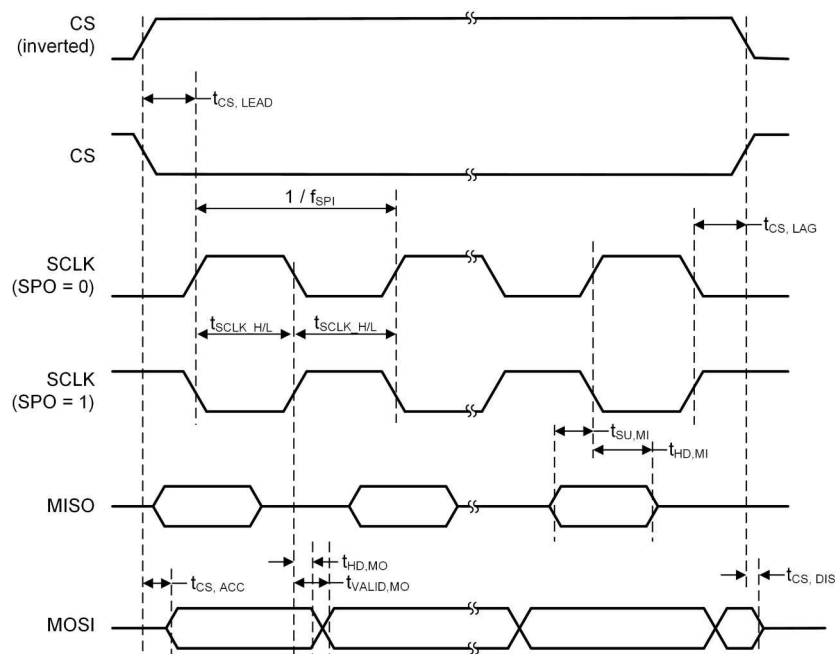 CS
(inverted)
tCS, LEAD
CS
1 / fSPI
tCS, LAG
SCLK
(SPO = 0)
tSCLK_H/L
tSCLK_H/L
SCLK
(SPO = 1)
tSU,MI
tHD,MI
MISO
tHD,MO
tCS, ACC
tVALID,MO
tCS, DIS
MOSI